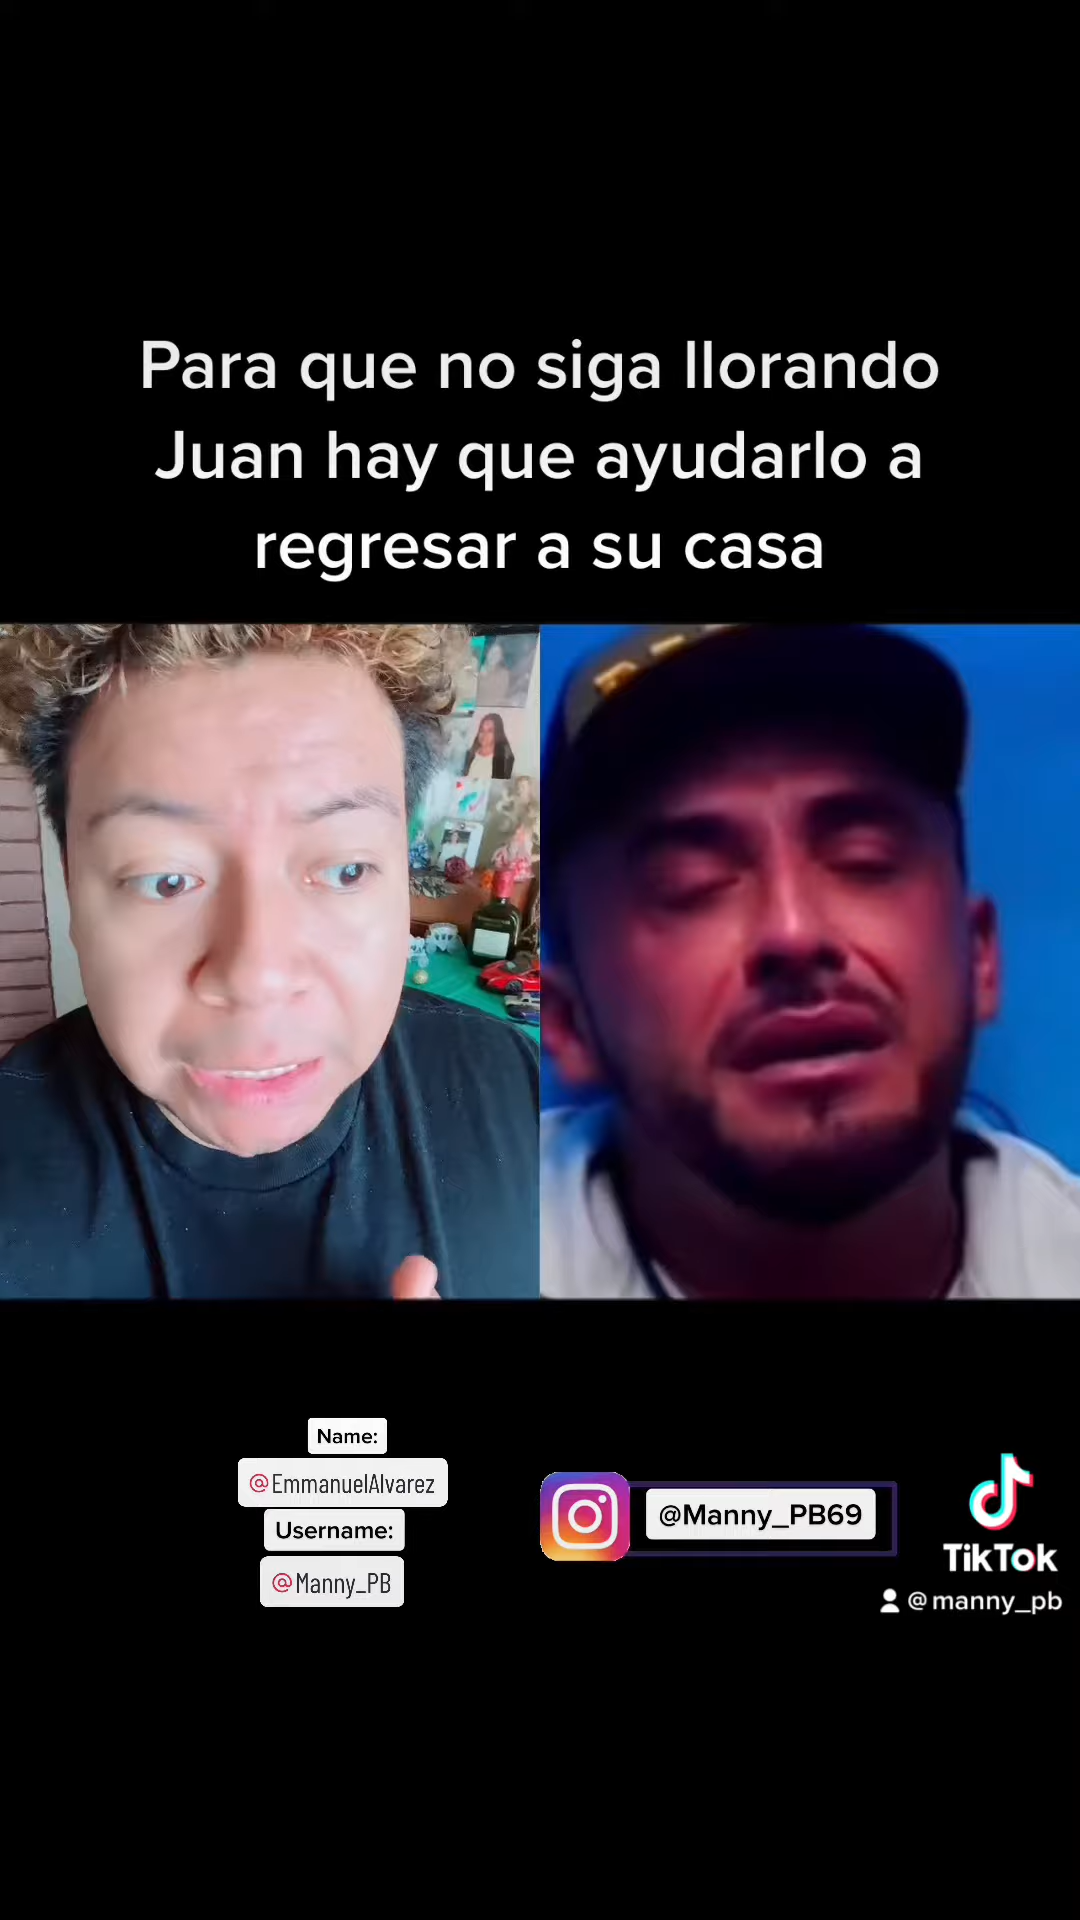 Para que no siga llorando
Juan hay que ayudarlo a
regresar a su casa
Name:
@EmmanuelAlvarez
Username:
@Manny_PB
@Manny_PB69
TikTok
@manny_pb